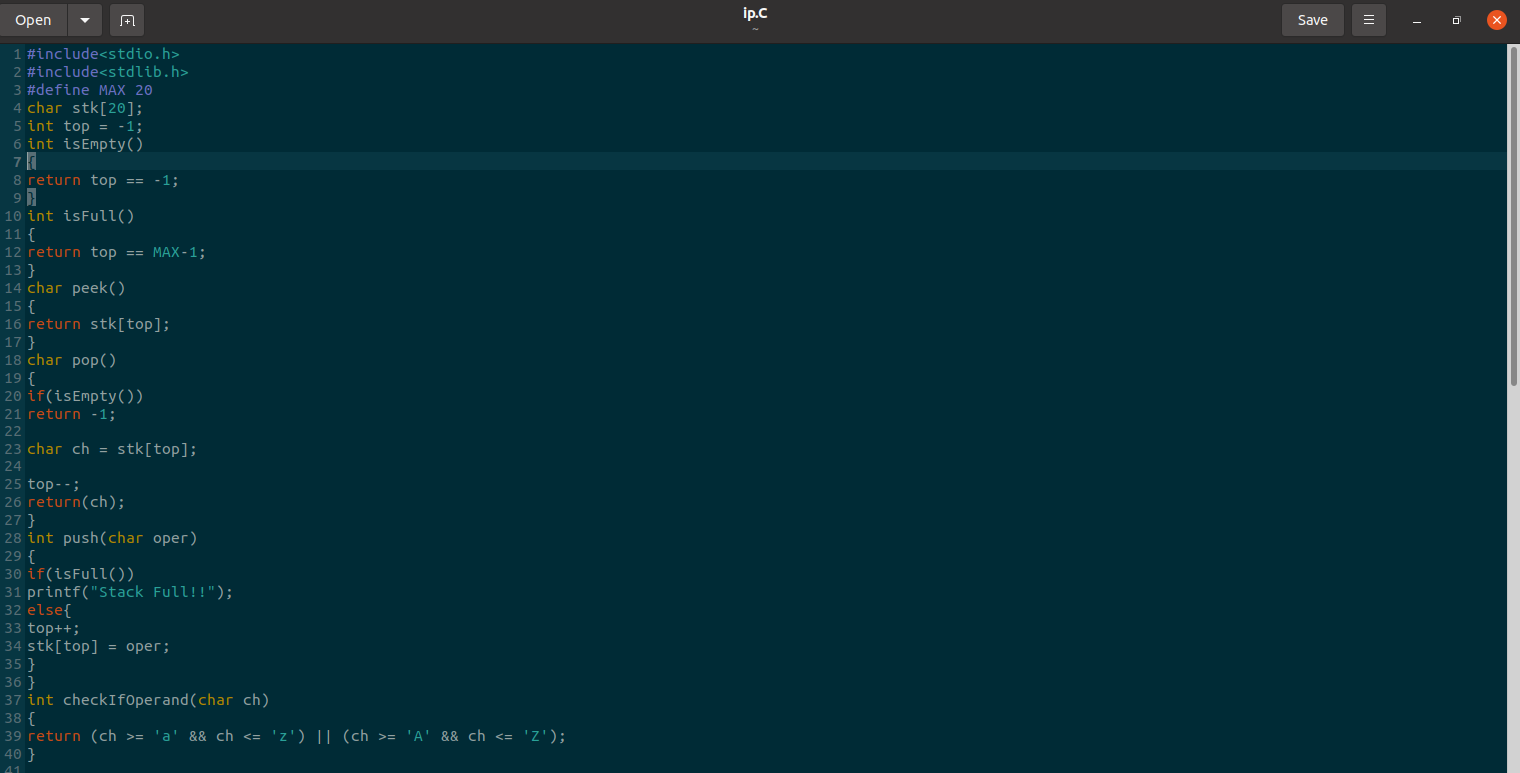 Open
ip.C
~
Save
1 #include<stdio.h>
2 #include<stdlib.h>
3 #define MAX 20
4 char stk[20];
5 int top = -1;
6 int isEmpty()
7 {
8 return top == -1;
9 }
10 int isFull()
11 {
12 return top == MAX-1;
13 }
14 char peek()
15 {
16 return stk[top];
17 }
18 char pop()
19 {
20 if(isEmpty())
21 return -1;
22
23 char ch = stk[top];
24
25 top--;
26 return(ch);
27 }
28 int push(char oper)
29 {
30 if(isFull())
31 printf("Stack Full!!");
32 else{
33 top++;
34 stk[top] = oper;
35 }
36 }
37 int checkIfOperand(char ch)
38 {
39 return (ch >= 'a' && ch <= 'z') || (ch >= 'A' && ch <= 'Z');
40 }
41